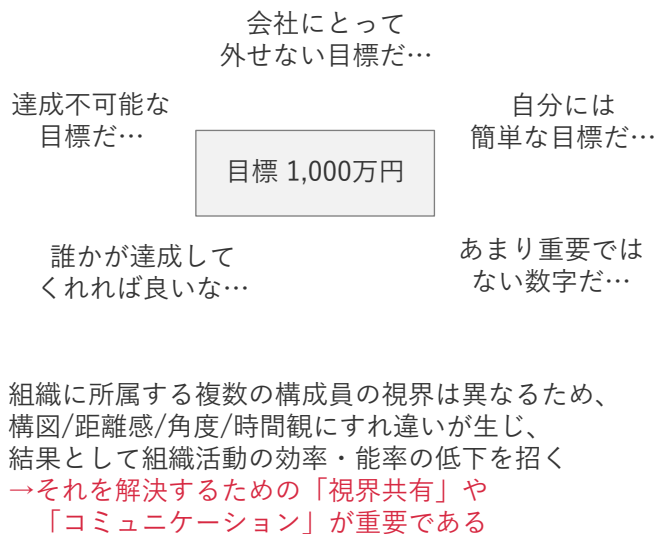 会社にとって
外せない目標だ…
達成不可能な
目標だ…
自分には
簡単な目標だ…
目標 1,000万円
誰かが達成して
くれれば良いな…
あまり重要では
ない数字だ…
組織に所属する複数の構成員の視界は異なるため、
構図/距離感/角度/時間観にすれ違いが生じ、
結果として組織活動の効率・能率の低下を招く
→それを解決するための「視界共有」や
「コミュニケーション」が重要である